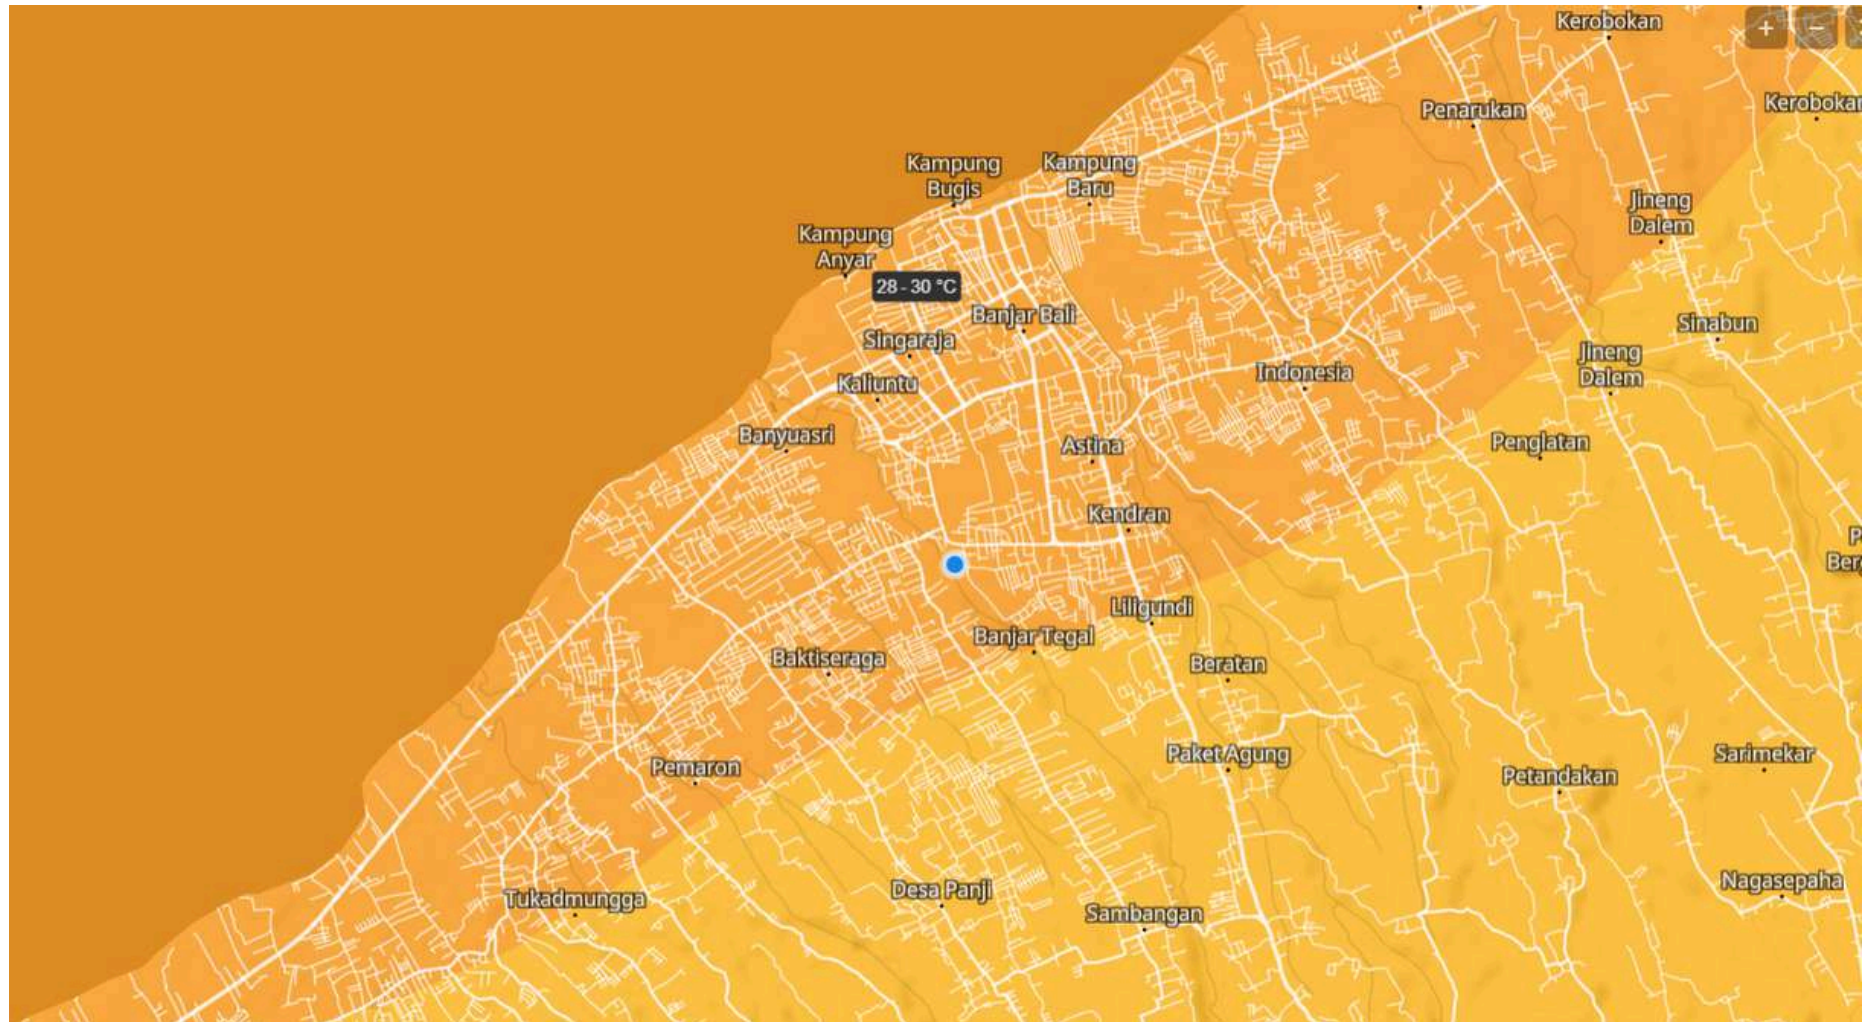 Kerobokan
+
−
Penarukan
Kerobokan
Kampung
Bugis
Kampung
Baru
Jineng
Dalem
Kampung
Anyar
28 - 30 °C
Banjar Bali
Sinabun
Singaraja
Jineng
Dalem
Kaliuntu
Indonesia
Banyuasri
Astina
Penglatan
Kendran
Liligundi
Banjar Tegal
Baktiseraga
Beratan
Paket Agung
Sarimekar
Pemaron
Petandakan
Nagasepaha
Desa Panji
Tukadmungga
Sambangan